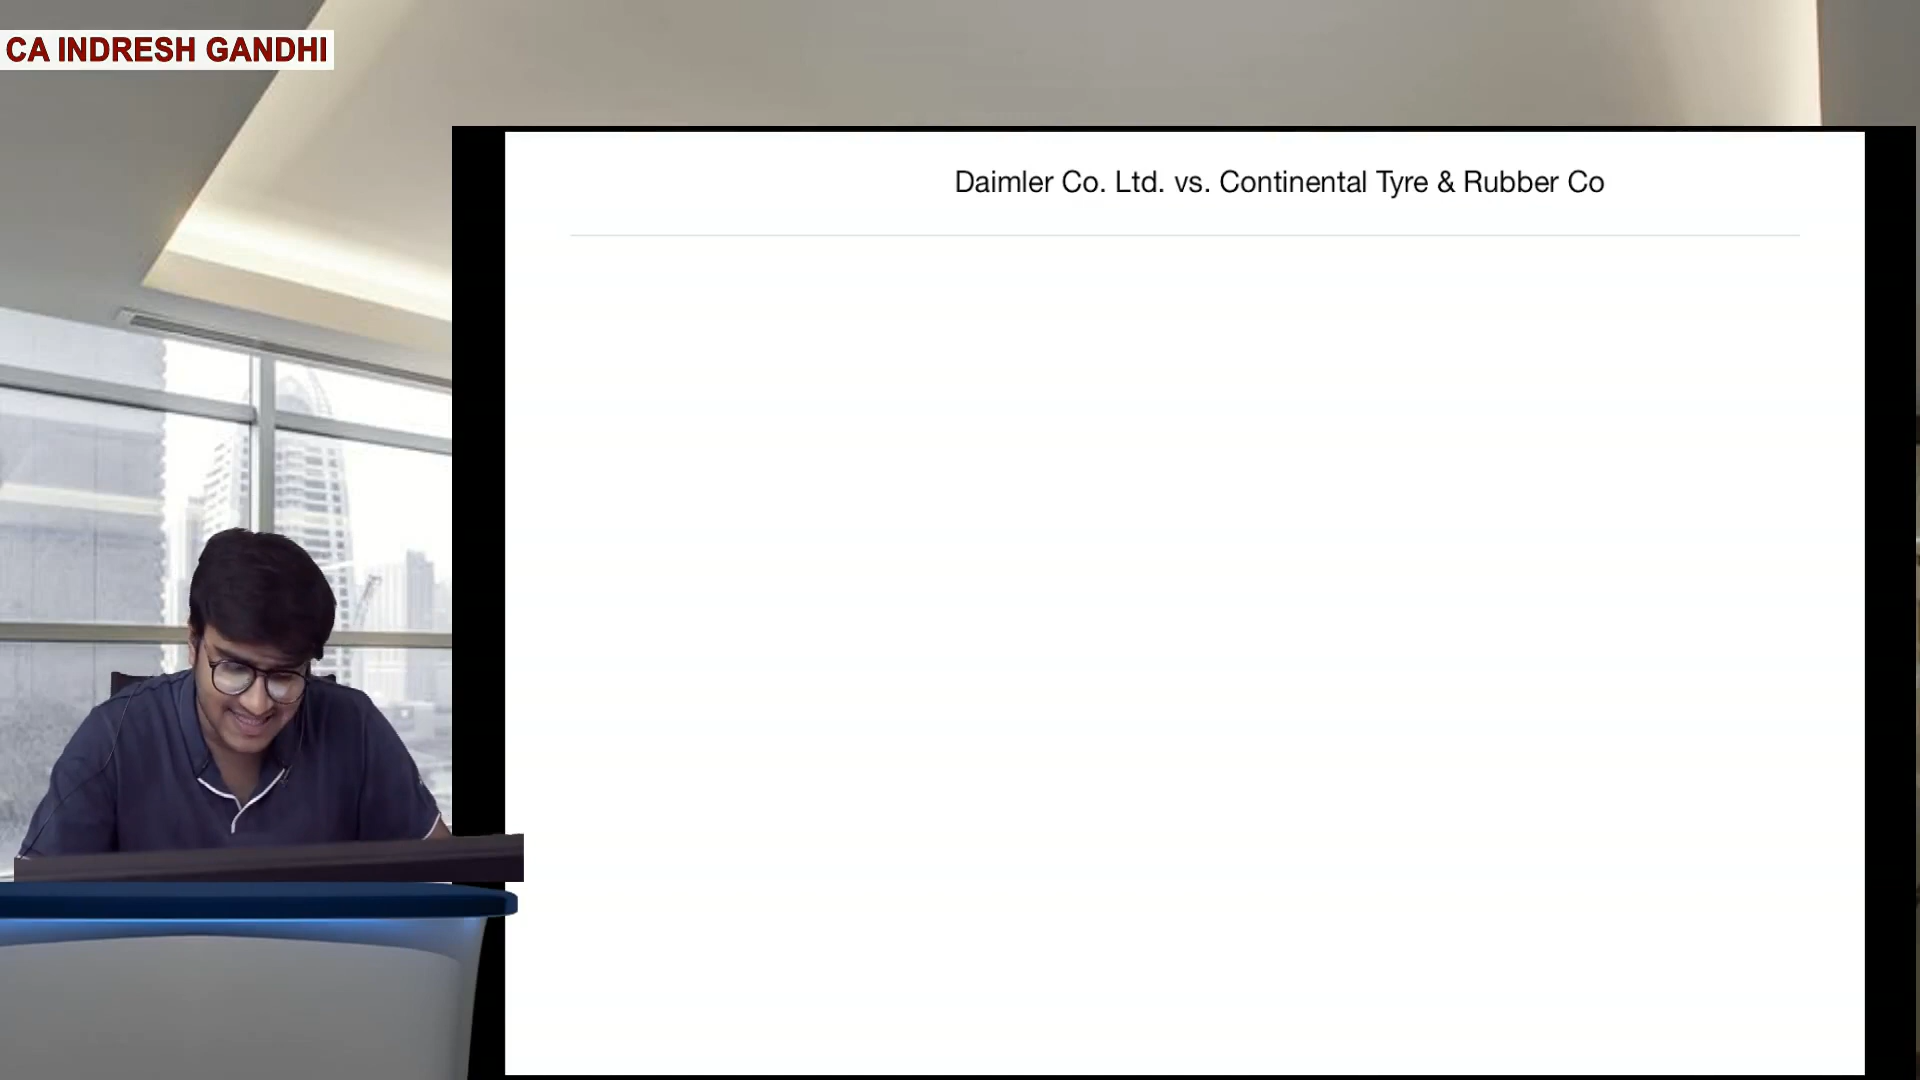 CA INDRESH GANDHI
Daimler Co. Ltd. vs. Continental Tyre & Rubber Co